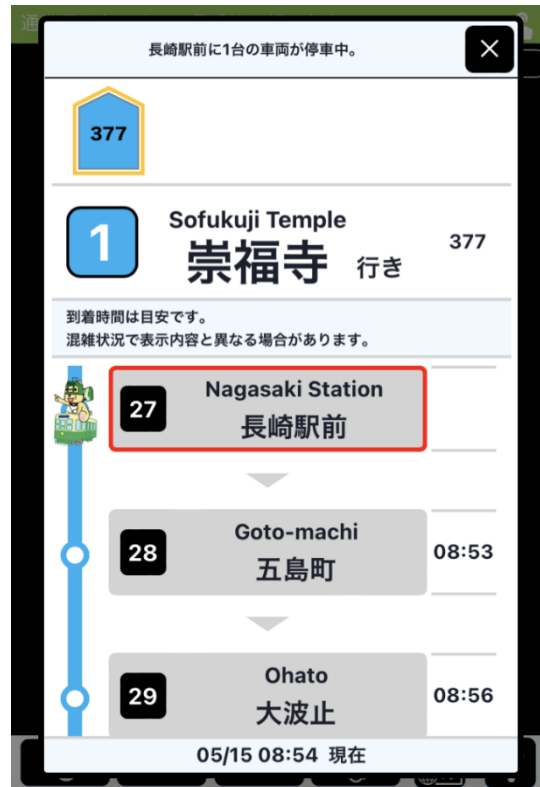 通
長崎駅前に1台の車両が停車中。
377
1
Sofukuji Temple
崇福寺 行き
377
到着時間は目安です。
混雑状況で表示内容と異なる場合があります。
27
Nagasaki Station
長崎駅前
28
Goto-machi
五島町
08:53
29
Ohato
大波止
08:56
05/15 08:54 現在